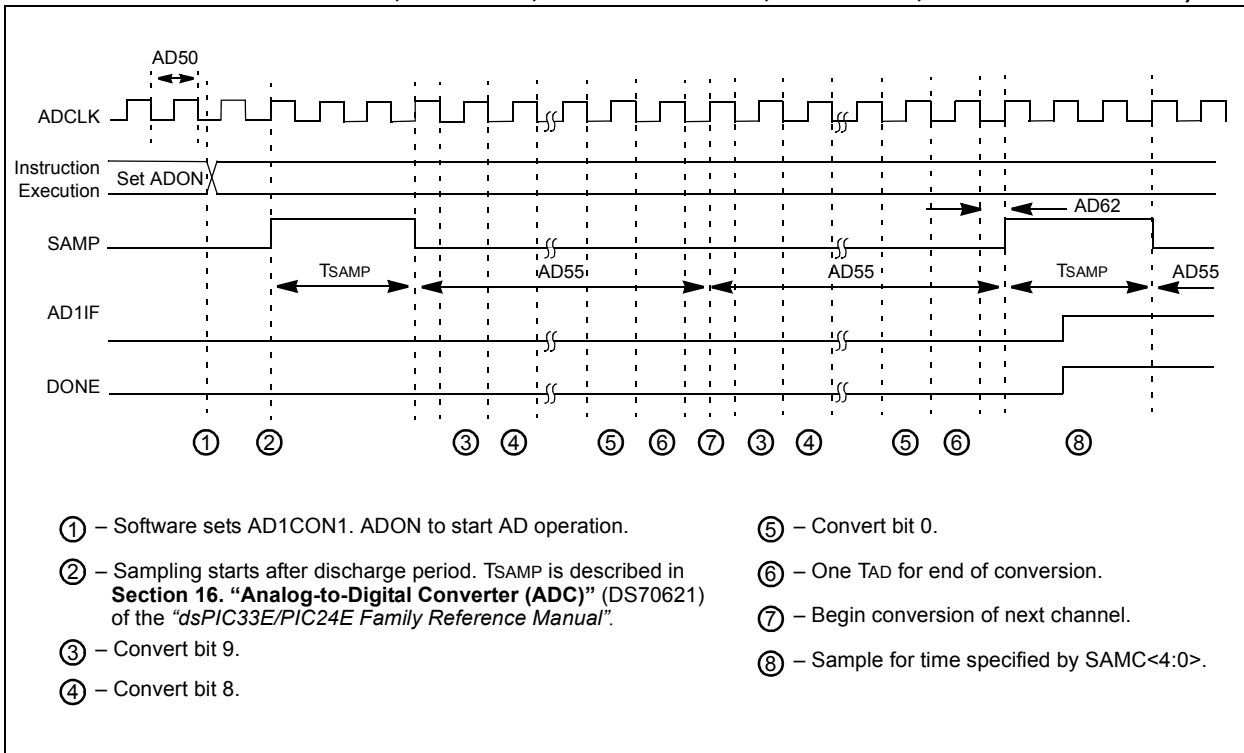 AD50
ADCLK
Instruction
Execution
Set ADON
AD62
SAMP
TSAMP
AD55
AD55
TSAMP
AD55
AD1IF
DONE
1 2 3 4 5 6 7 3 4 5 6 8
1 – Software sets AD1CON1. ADON to start AD operation.
2 – Sampling starts after discharge period. TSAMP is described in
Section 16. “Analog-to-Digital Converter (ADC)” (DS70621)
of the “dsPIC33E/PIC24E Family Reference Manual”.
3 – Convert bit 9.
4 – Convert bit 8.
5 – Convert bit 0.
6 – One TAD for end of conversion.
7 – Begin conversion of next channel.
8 – Sample for time specified by SAMC<4:0>.